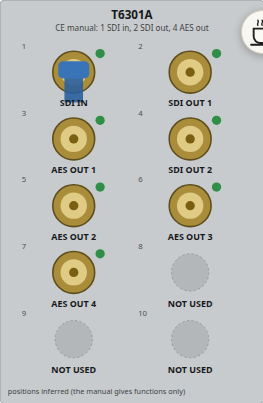 T6301A
CE manual: 1 SDI in, 2 SDI out, 4 AES out
1 2
SDI IN SDI OUT 1
3 4
AES OUT 1 SDI OUT 2
5 6
AES OUT 2 AES OUT 3
7 8
AES OUT 4 NOT USED
9 10
NOT USED NOT USED
positions inferred (the manual gives functions only)